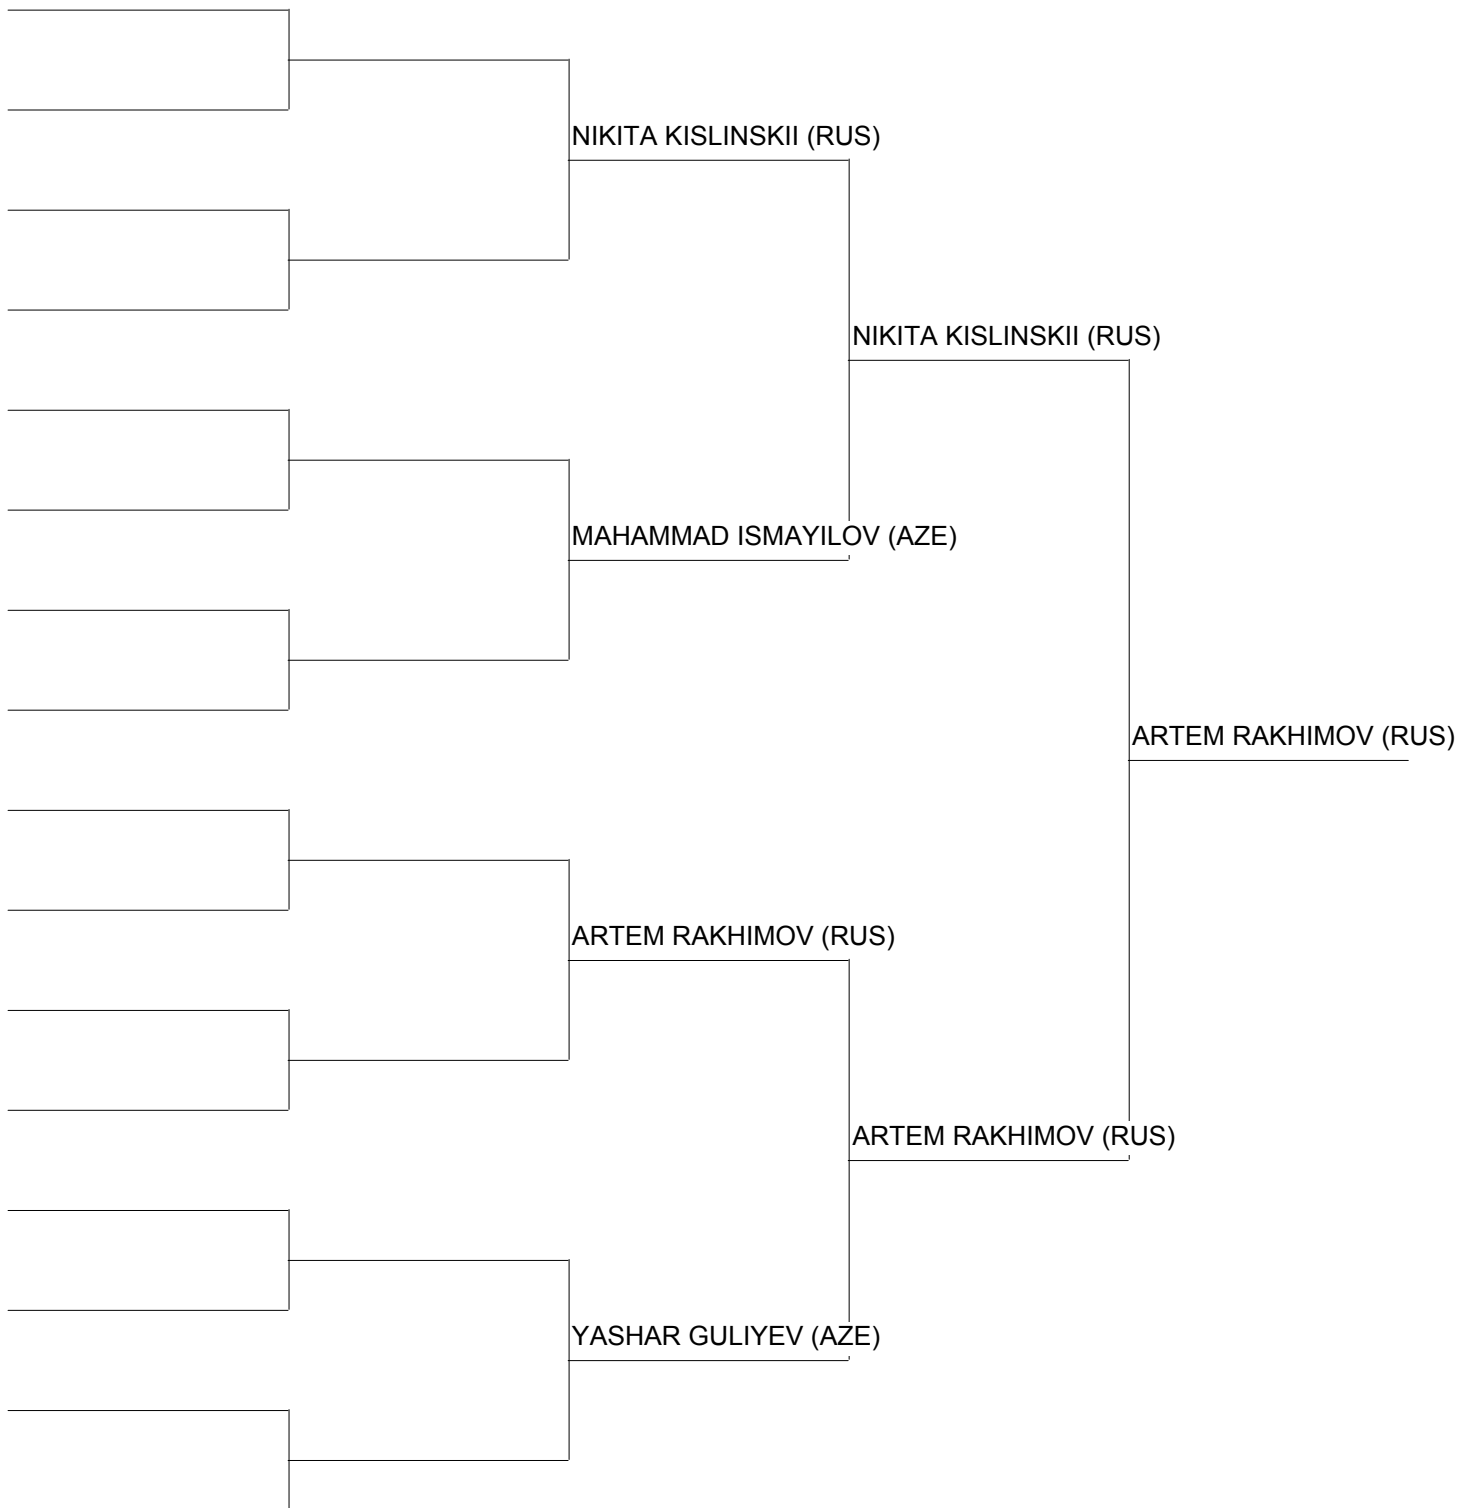 NIKITA KISLINSKII (RUS)
NIKITA KISLINSKII (RUS)
MAHAMMAD ISMAYILOV (AZE)
ARTEM RAKHIMOV (RUS)
ARTEM RAKHIMOV (RUS)
ARTEM RAKHIMOV (RUS)
YASHAR GULIYEV (AZE)